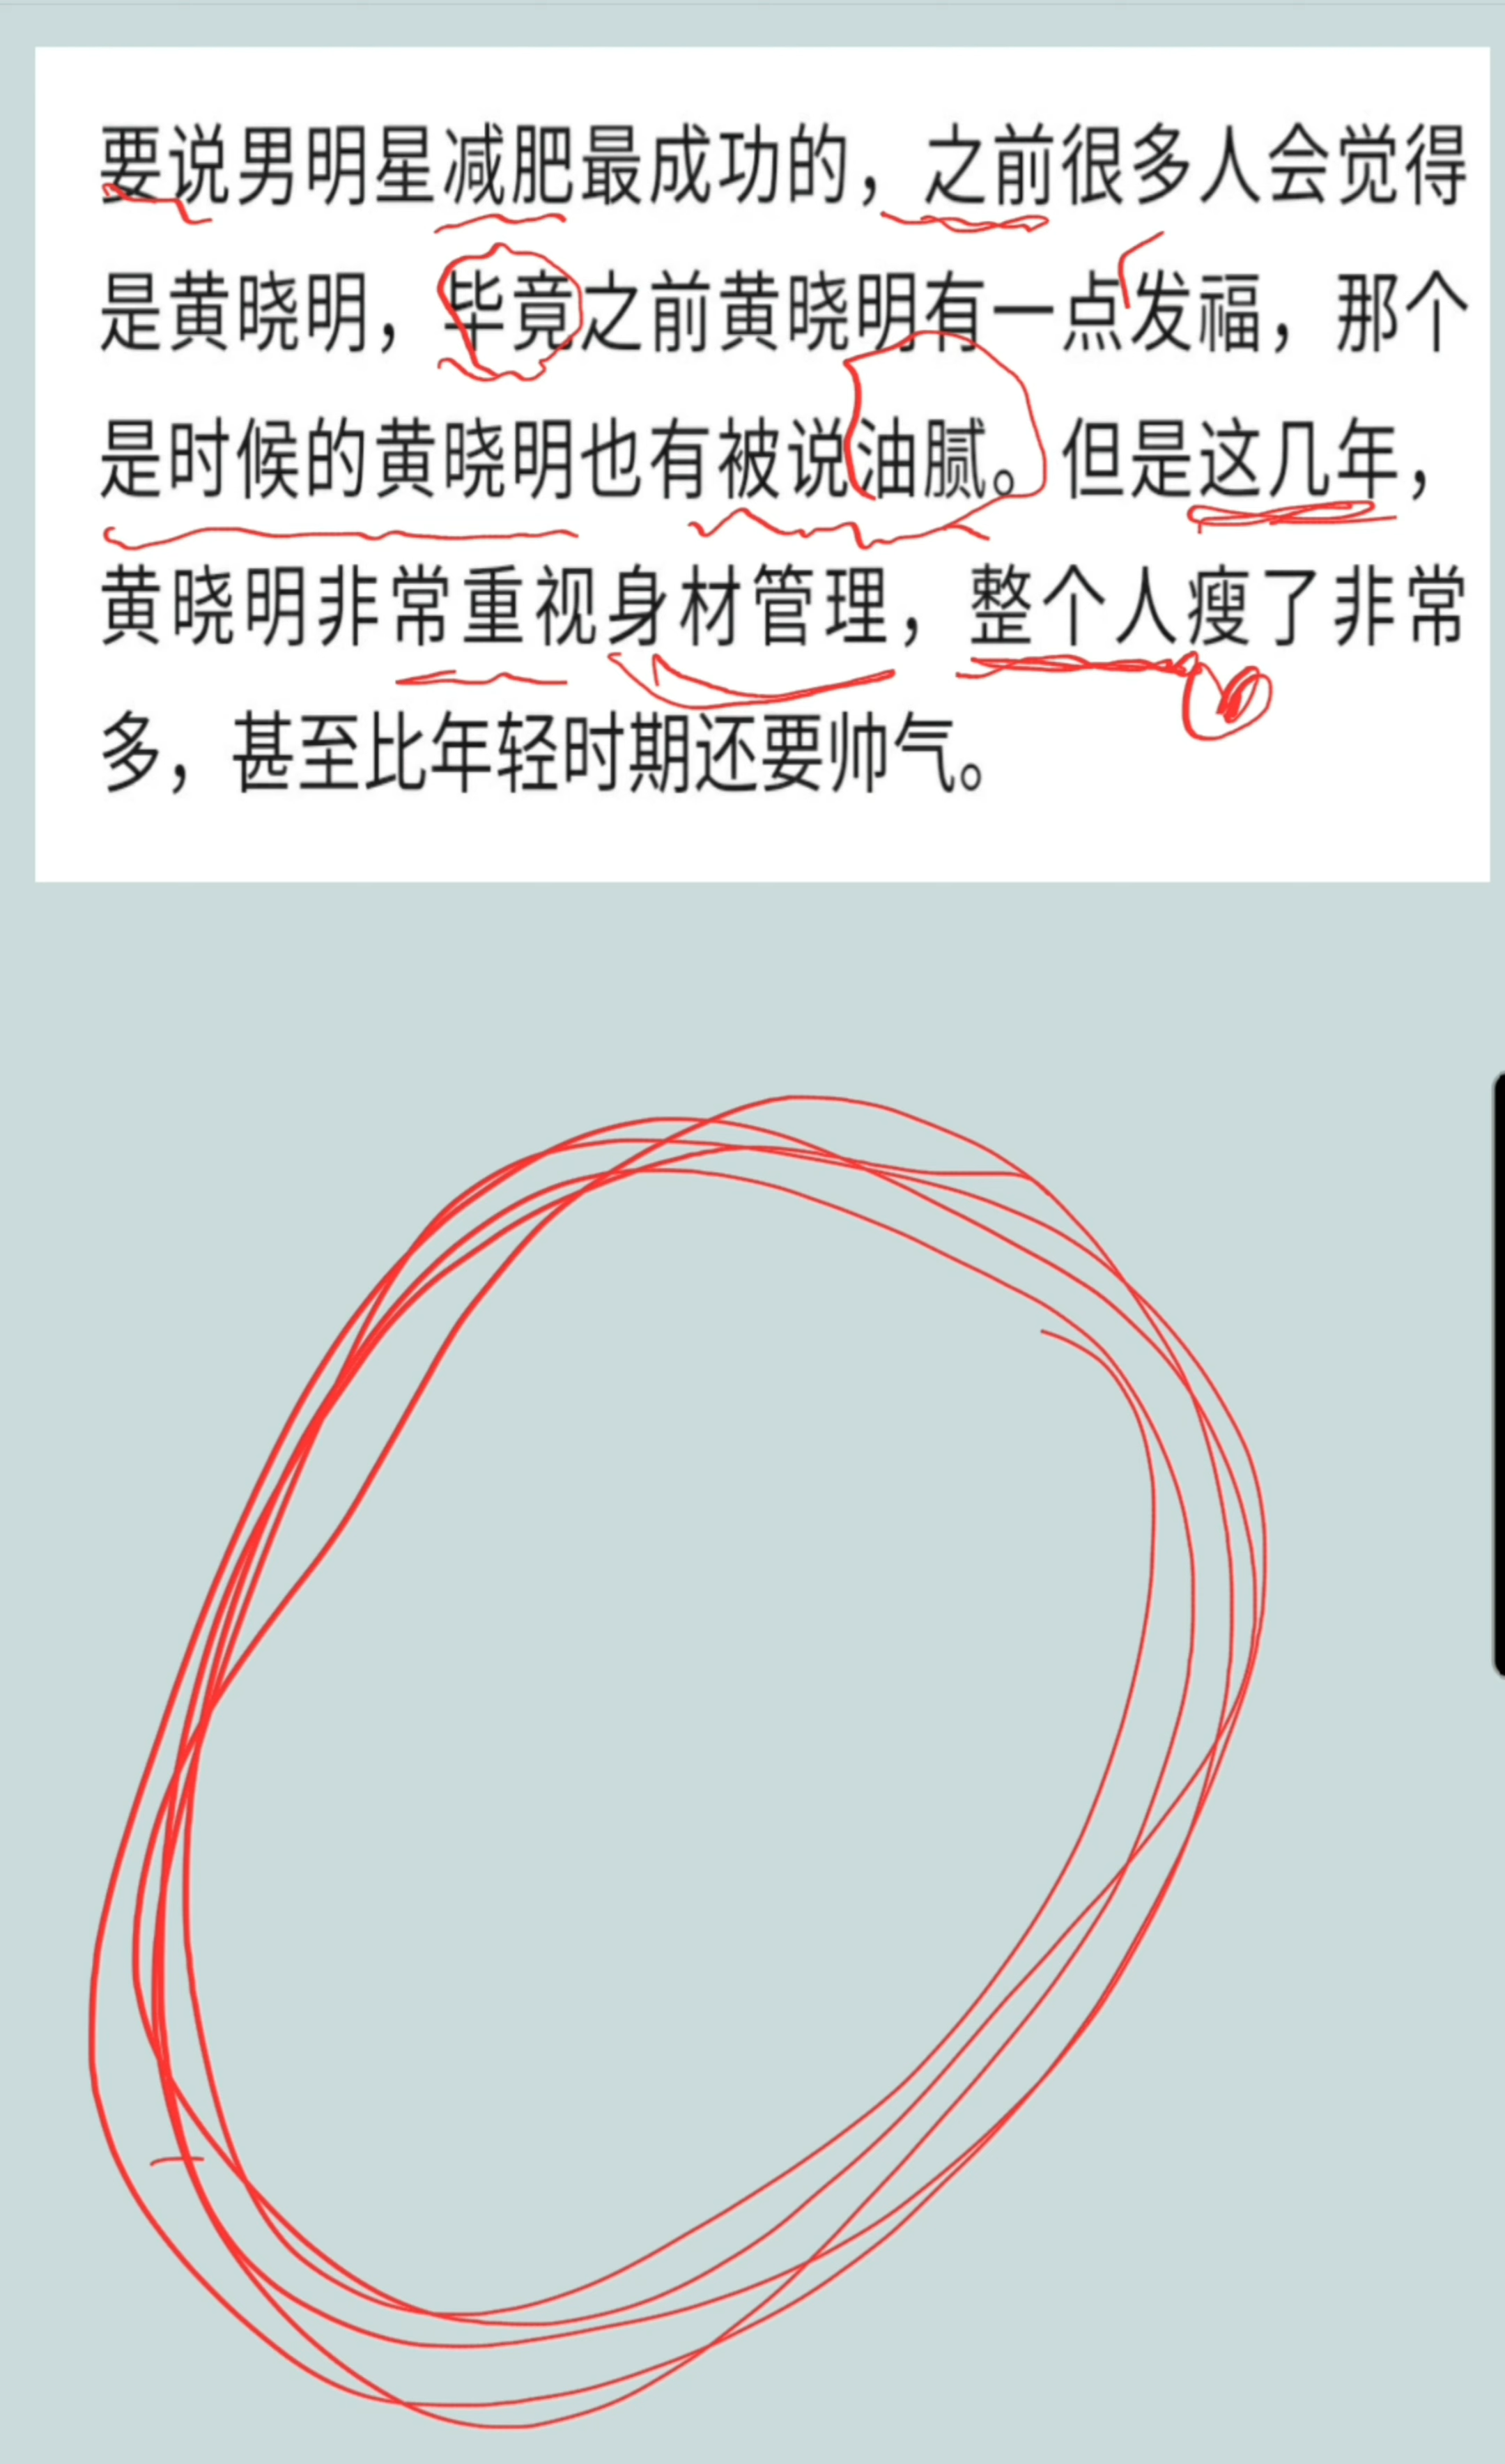 要说男明星减肥最成功的，之前很多人会觉得
是黄晓明，毕竟之前黄晓明有一点发福，那个
是时候的黄晓明也有被说油腻。但是这几年，
黄晓明非常重视身材管理，整个人瘦了非常
多，甚至比年轻时期还要帅气。